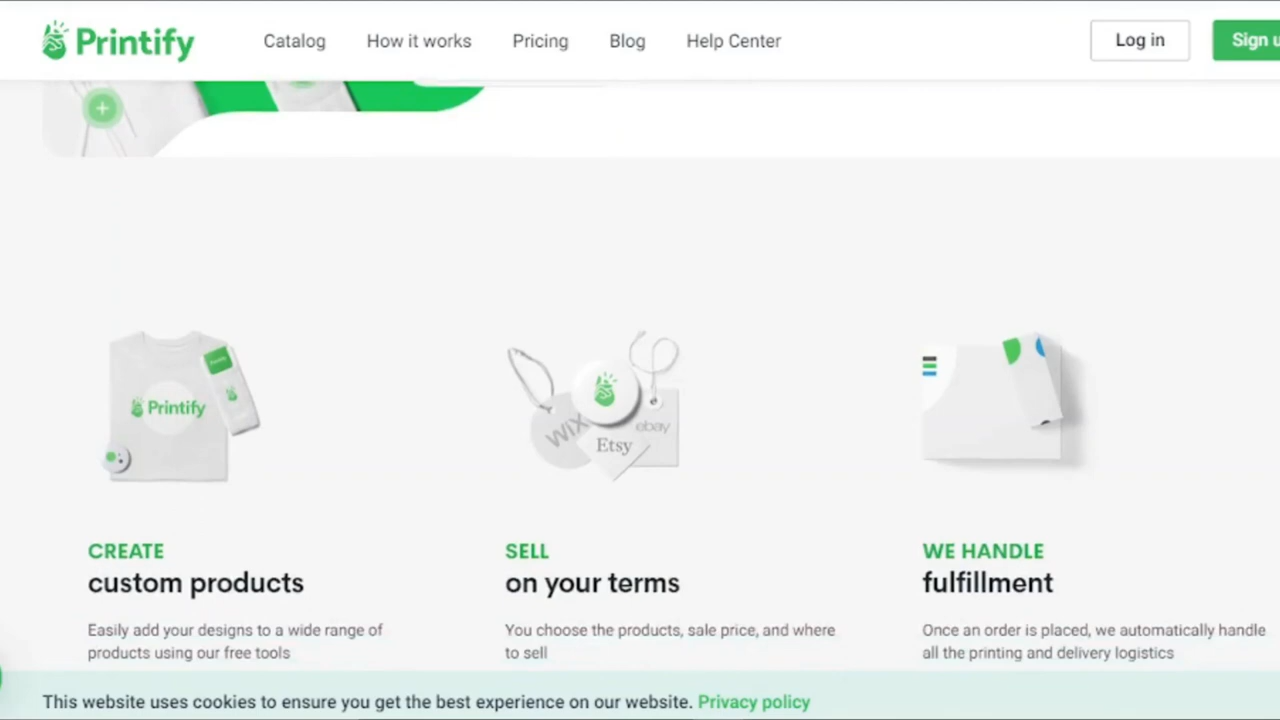 Printify
Catalog
How it works
Pricing
Blog
Help Center
Log in
Sign
+
Printify
WIX
Etsy
ebay
CREATE
custom products
Easily add your designs to a wide range of
products using our free tools
SELL
on your terms
You choose the products, sale price, and where
to sell
WE HANDLE
fulfillment
Once an order is placed, we automatically handle
all the printing and delivery logistics
This website uses cookies to ensure you get the best experience on our website. Privacy policy